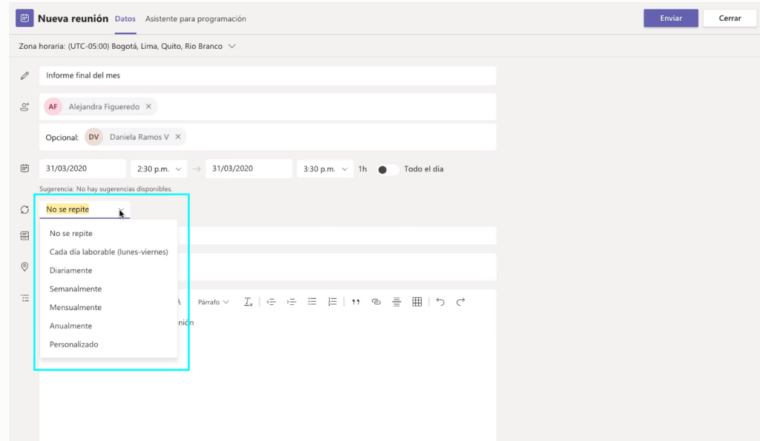 Nueva reunión Datos Asistente para programación Enviar Cerrar
Zona horaria: (UTC-05:00) Bogotá, Lima, Quito, Rio Branco
Informe final del mes
AF Alejandra Figueredo ×
Opcional: DV Daniela Ramos V ×
31/03/2020 2:30 p.m. → 31/03/2020 3:30 p.m. 1h Todo el día
Sugerencia: No hay sugerencias disponibles.
No se repite
No se repite
Cada día laborable (lunes-viernes)
Diariamente
Semanalmente
Mensualmente
Párrafo
Anualmente
nión
Personalizado